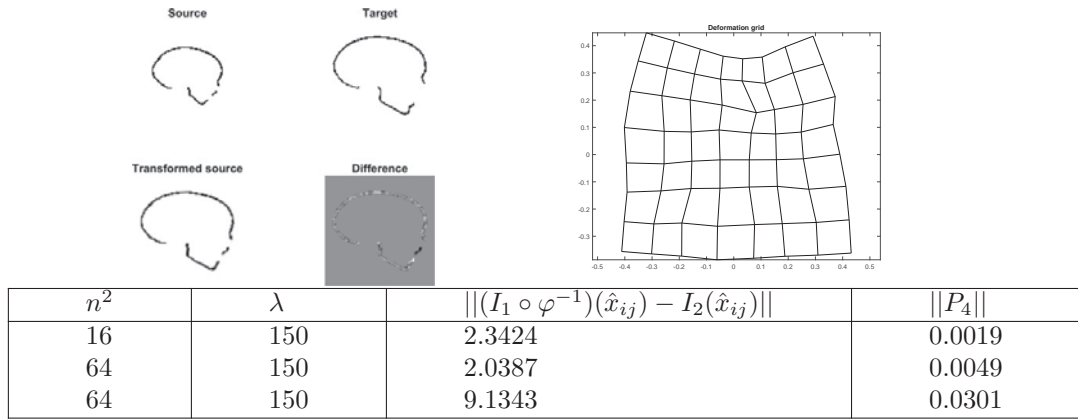 Source Target
Transformed source Difference
Deformation grid
0.4
0.3
0.2
0.1
0
-0.1
-0.2
-0.3
-0.5 -0.4 -0.3 -0.2 -0.1 0 0.1 0.2 0.3 0.4 0.5
n² λ ||(I₁ ∘ φ⁻¹)(x̂ᵢⱼ) − I₂(x̂ᵢⱼ)|| ||P₄||
16 150 2.3424 0.0019
64 150 2.0387 0.0049
64 150 9.1343 0.0301